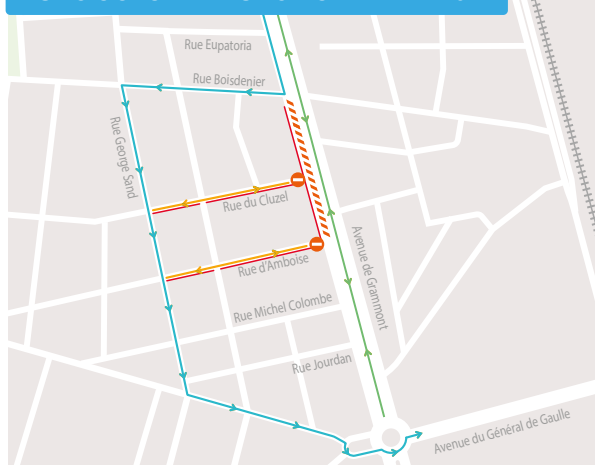 Rue Eupatoria
Rue Boisdenier
Rue George Sand
Rue du Cluzel
Rue d'Amboise
Avenue de Grammont
Rue Michel Colombe
Rue Jourdan
Avenue du Général de Gaulle